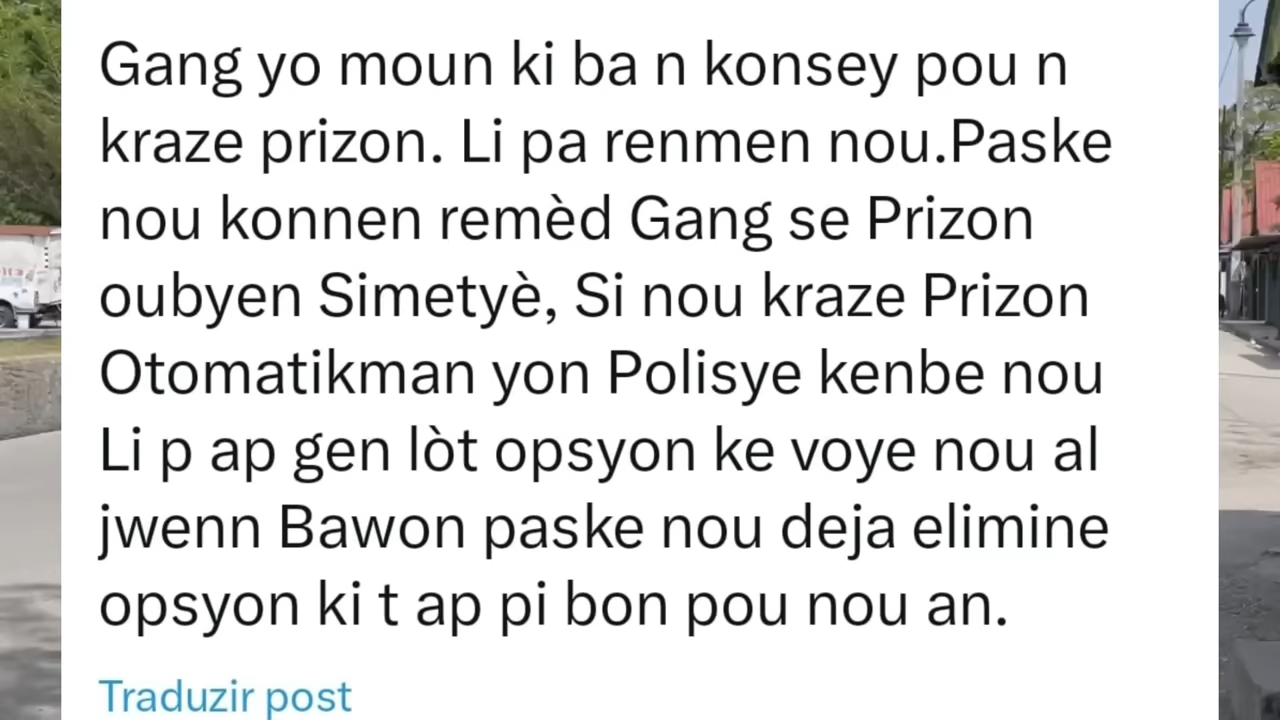 Gang yo moun ki ba n konsey pou n
kraze prizon. Li pa renmen nou.Paske
nou konnen remèd Gang se Prizon
oubyen Simetyè, Si nou kraze Prizon
Otomatikman yon Polisye kenbe nou
Li p ap gen lòt opsyon ke voye nou al
jwenn Bawon paske nou deja elimine
opsyon ki t ap pi bon pou nou an.
Traduzir post